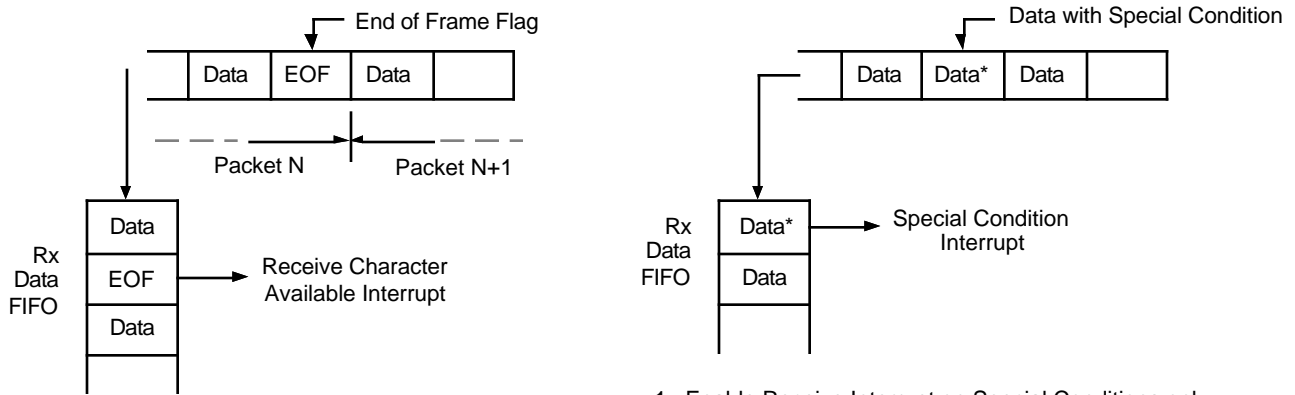 End of Frame Flag
Data EOF Data
Packet N Packet N+1
Data
Rx
Data
FIFO
EOF
Receive Character
Available Interrupt
Data
Data with Special Condition
Data Data* Data
Rx
Data
FIFO
Data*
Special Condition
Interrupt
Data